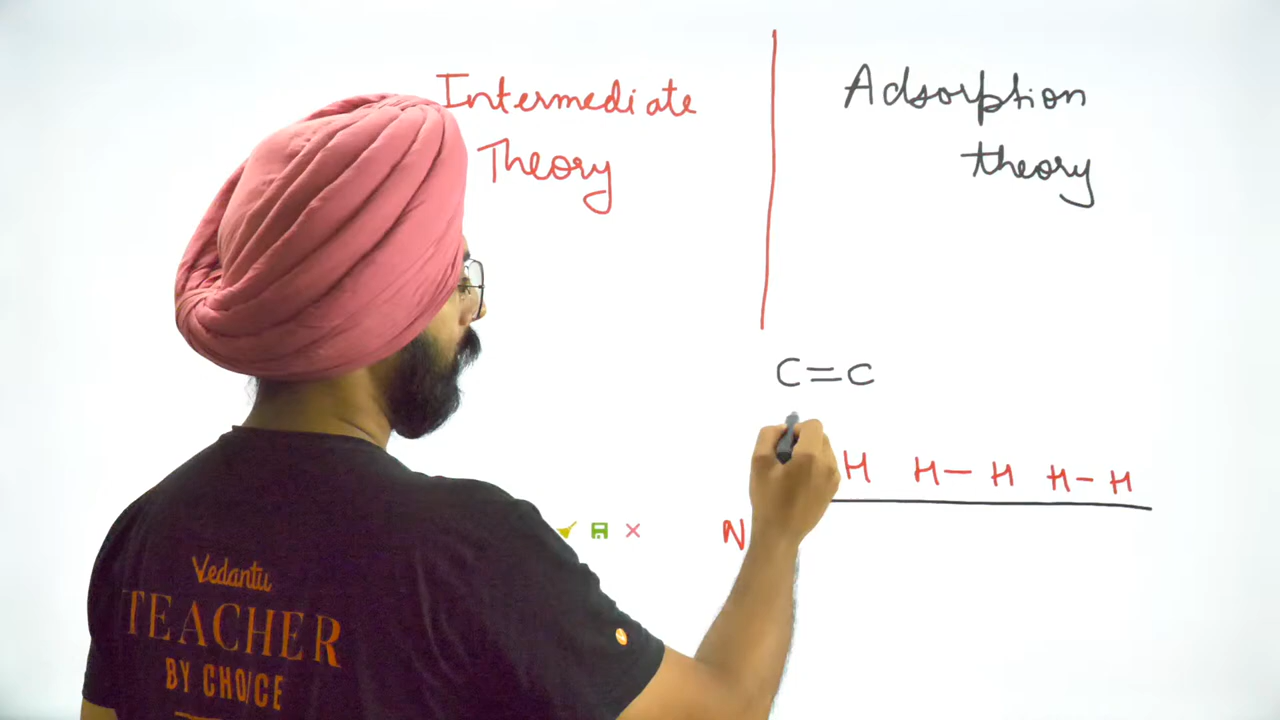 Intermediate
Theory
Adsorption
theory
C=C
H H—H H—H
N
Vedantu
TEACHER
BY CHOICE